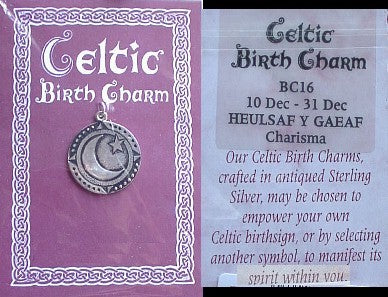 Celtic
Birth Charm
Celtic
Birth Charm
BC16
10 Dec - 31 Dec
HEULSAF Y GAEAF
Charisma
Our Celtic Birth Charms,
crafted in antiqued Sterling
Silver, may be chosen to
empower your own
Celtic birthsign, or by selecting
another symbol, to manifest its
spirit within you.